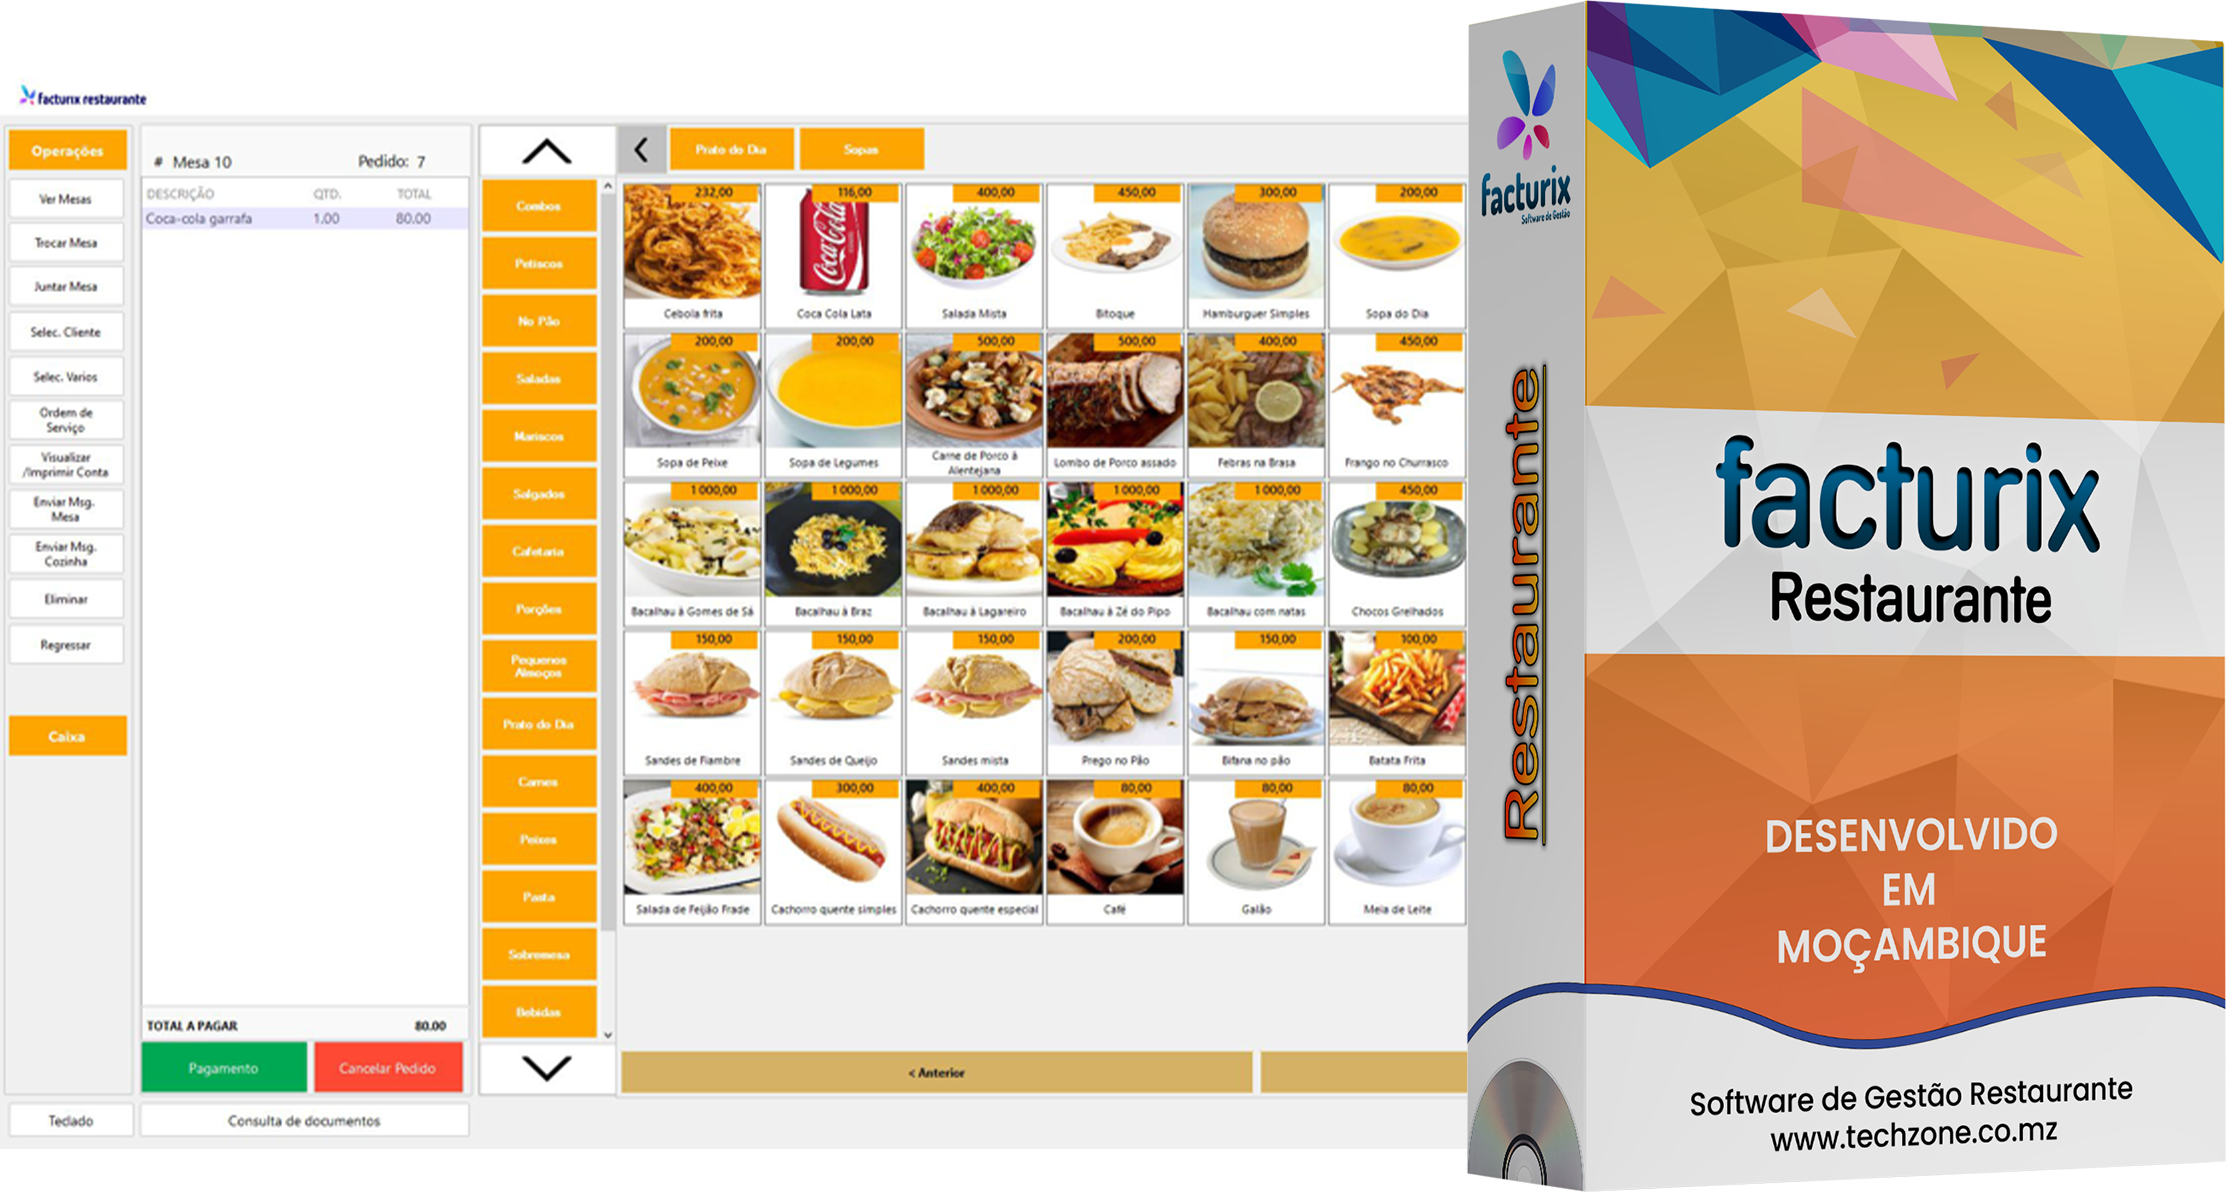 facturix restaurante
Operações
Ver Mesas
Trocar Mesa
Juntar Mesa
Selec. Cliente
Selec. Varios
Ordem de
Serviço
Visualizar
/Imprimir Conta
Enviar Msg.
Mesa
Enviar Msg.
Cozinha
Eliminar
Regressar
Caixa
Teclado
# Mesa 10 Pedido: 7
DESCRIÇÃO QTD. TOTAL
Coca-cola garrafa 1.00 80.00
TOTAL A PAGAR 80.00
Pagamento Cancelar Pedido
Consulta de documentos
Combos
Petiscos
No Pão
Saladas
Mariscos
Salgados
Cafetaria
Porções
Pequenos
Almoços
Prato do Dia
Carnes
Peixes
Pasta
Sobremesa
Bebidas
Prato do Dia Sopas
232,00 116,00 400,00 450,00 300,00 200,00
Coca-Cola
Cebola frita Coca Cola Lata Salada Mista Bitoque Hamburguer Simples Sopa do Dia
200,00 200,00 500,00 500,00 400,00 450,00
Sopa de Peixe Sopa de Legumes Carne de Porco à Lombo de Porco assado Febras na Brasa Frango no Churrasco
Alentejana
1 000,00 1 000,00 1 000,00 1 000,00 1 000,00 450,00
Bacalhau à Gomes de Sá Bacalhau à Braz Bacalhau à Lagareiro Bacalhau à Zé do Pipo Bacalhau com natas Chocos Grelhados
150,00 150,00 150,00 200,00 150,00 100,00
Sandes de Fiambre Sandes de Queijo Sandes mista Prego no Pão Bifana no pão Batata Frita
400,00 300,00 400,00 80,00 80,00 80,00
Salada de Feijão Frade Cachorro quente simples Cachorro quente especial Café Galão Meia de Leite
< Anterior
facturix
Software de Gestão
Restaurante
facturix
Restaurante
DESENVOLVIDO
EM
MOÇAMBIQUE
Software de Gestão Restaurante
www.techzone.co.mz